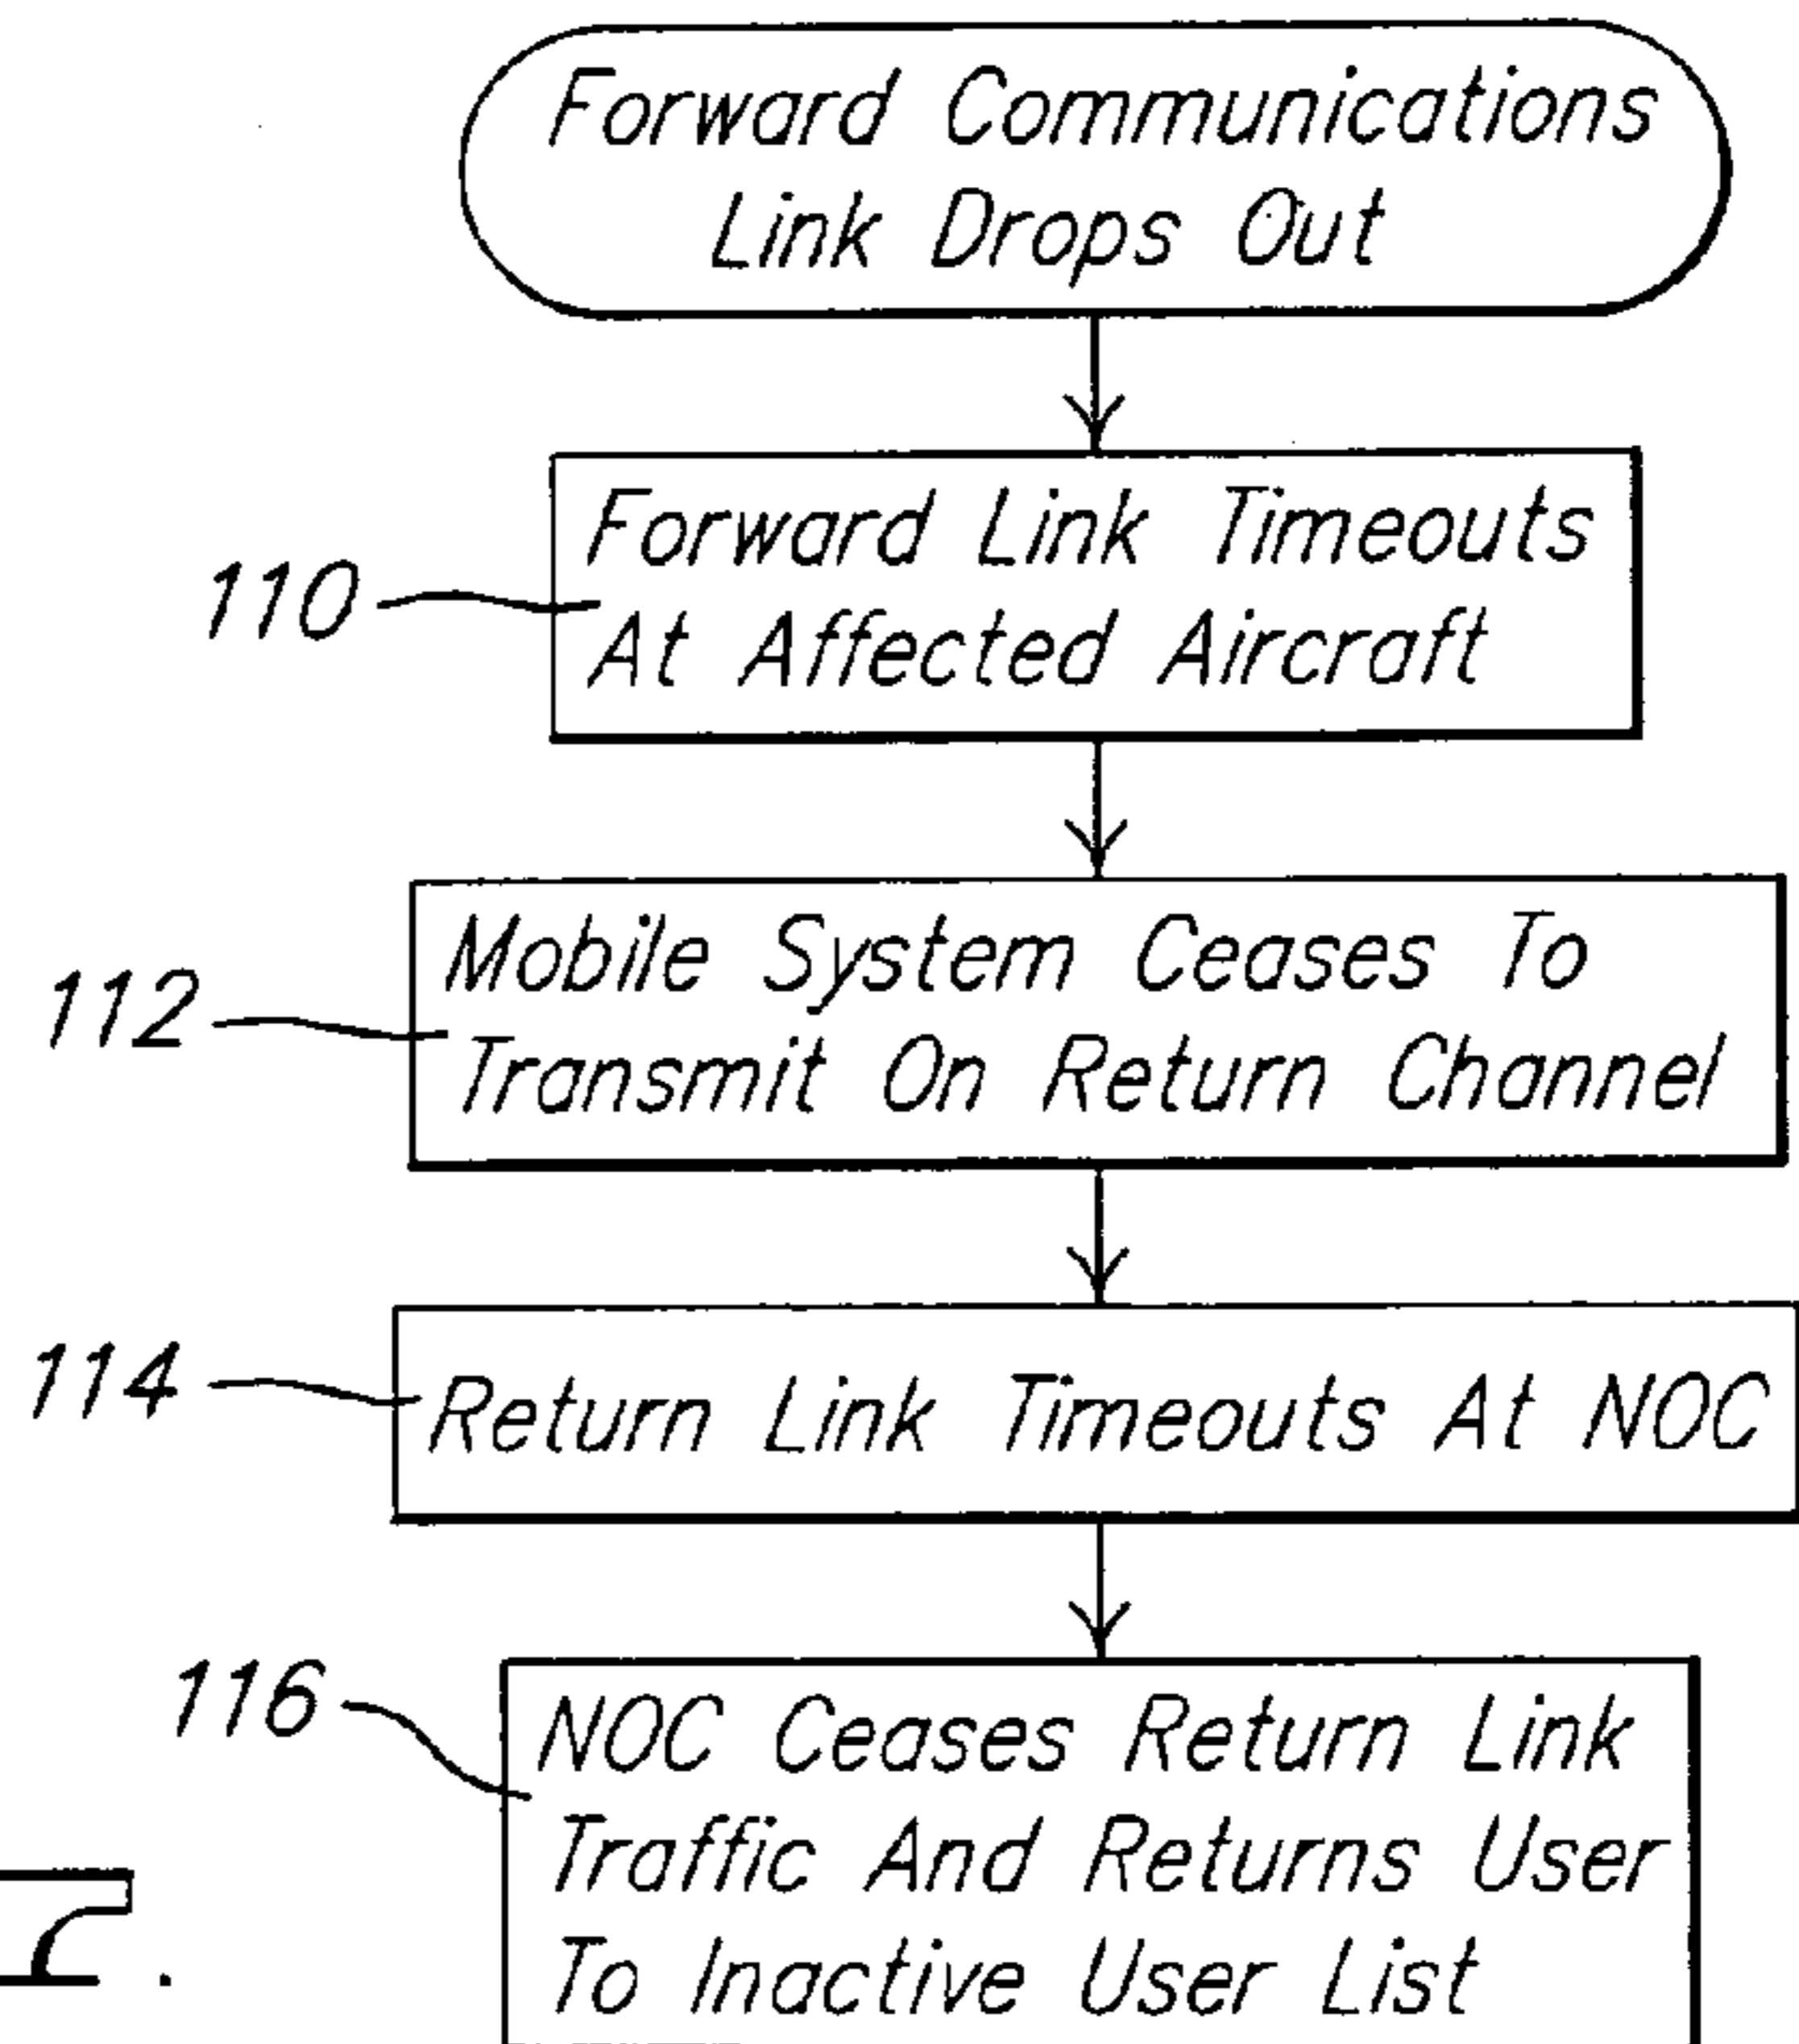 Forward Communications
Link Drops Out
110
Forward Link Timeouts
At Affected Aircraft
112
Mobile System Ceases To
Transmit On Return Channel
114
Return Link Timeouts At NOC
116
NOC Ceases Return Link
Traffic And Returns User
To Inactive User List